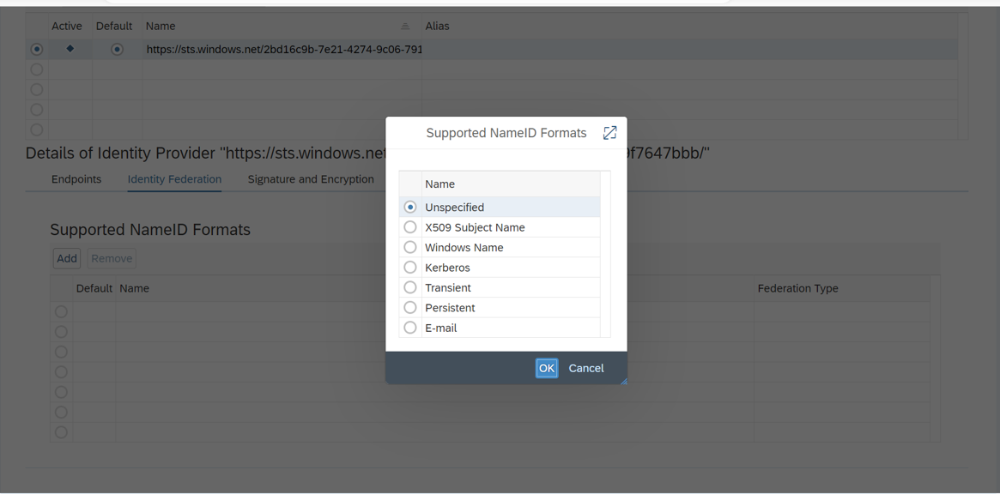 Active Default Name Alias
https://sts.windows.net/2bd16c9b-7e21-4274-9c06-791
Details of Identity Provider "https://sts.windows.net 9f7647bbb/"
Endpoints Identity Federation Signature and Encryption
Supported NameID Formats
Add Remove
Default Name Federation Type
Supported NameID Formats
Name
Unspecified
X509 Subject Name
Windows Name
Kerberos
Transient
Persistent
E-mail
OK Cancel